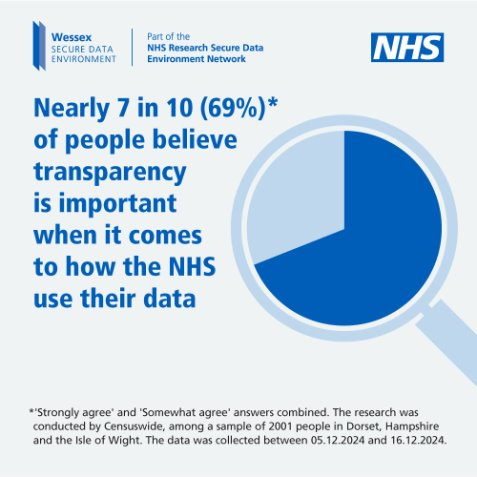 Wessex
SECURE DATA
ENVIRONMENT
Part of the
NHS Research Secure Data
Environment Network
NHS
Nearly 7 in 10 (69%)*
of people believe
transparency
is important
when it comes
to how the NHS
use their data
*'Strongly agree' and 'Somewhat agree' answers combined. The research was
conducted by Censuswide, among a sample of 2001 people in Dorset, Hampshire
and the Isle of Wight. The data was collected between 05.12.2024 and 16.12.2024.